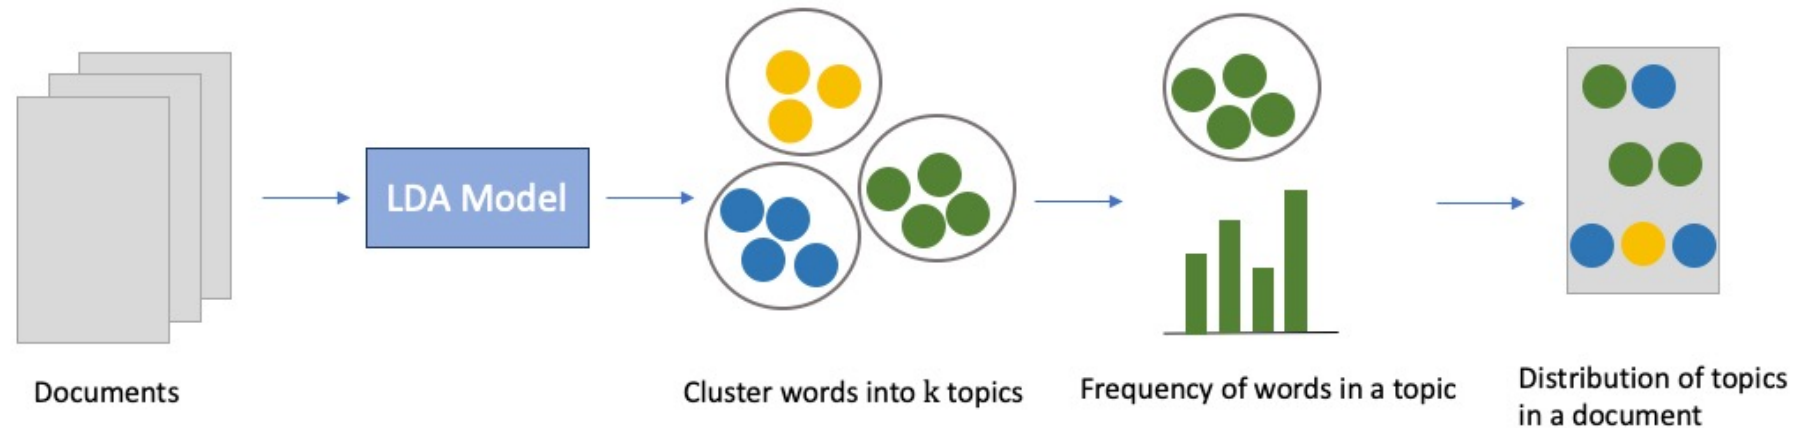 LDA Model
Documents
Cluster words into k topics
Frequency of words in a topic
Distribution of topics
in a document